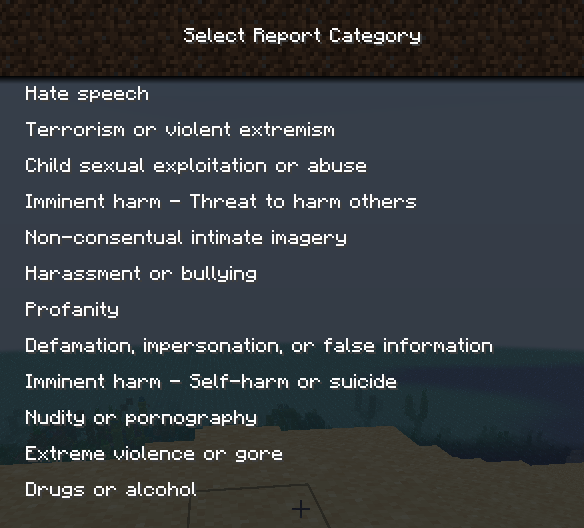 Select Report Category
Hate speech
Terrorism or violent extremism
Child sexual exploitation or abuse
Imminent harm - Threat to harm others
Non-consentual intimate imagery
Harassment or bullying
Profanity
Defamation, impersonation, or false information
Imminent harm - Self-harm or suicide
Nudity or pornography
Extreme violence or gore
Drugs or alcohol